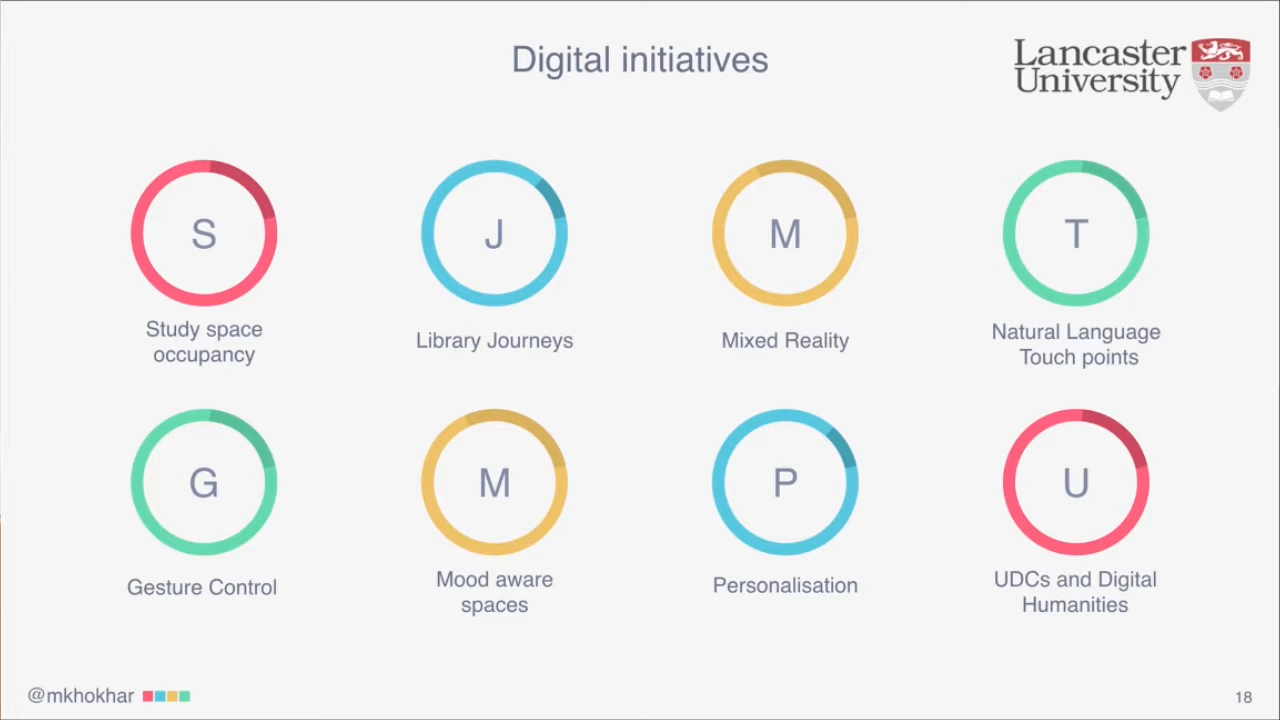 Digital initiatives
Lancaster
University
S
J
M
T
Study space
occupancy
Library Journeys
Mixed Reality
Natural Language
Touch points
G
M
P
U
Gesture Control
Mood aware
spaces
Personalisation
UDCs and Digital
Humanities
@mkhokhar
18